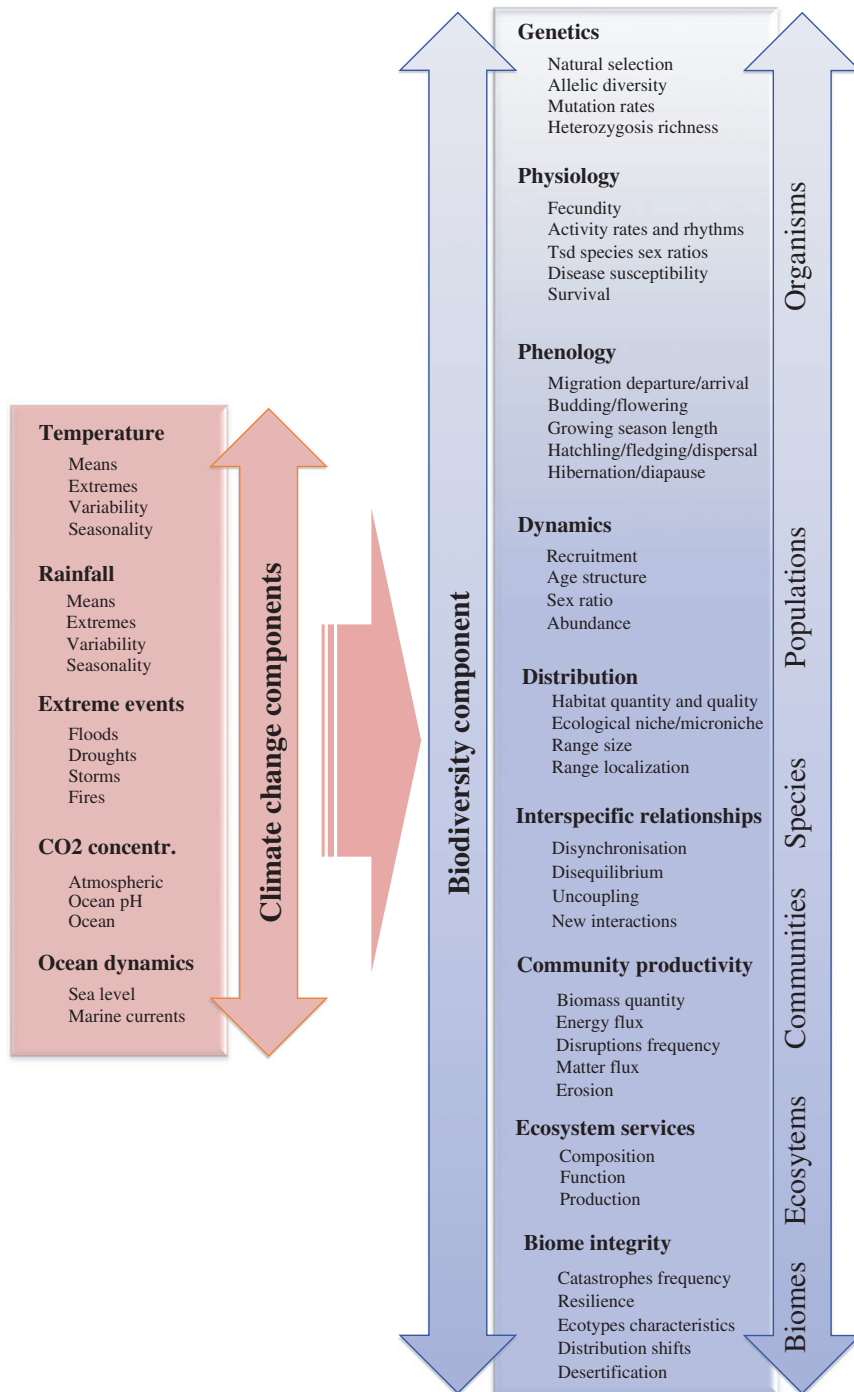 Temperature
Means
Extremes
Variability
Seasonality
Rainfall
Means
Extremes
Variability
Seasonality
Extreme events
Floods
Droughts
Storms
Fires
CO2 concentr.
Atmospheric
Ocean pH
Ocean
Ocean dynamics
Sea level
Marine currents
Climate change components
Biodiversity component
Genetics
Natural selection
Allelic diversity
Mutation rates
Heterozygosis richness
Physiology
Fecundity
Activity rates and rhythms
Tsd species sex ratios
Disease susceptibility
Survival
Phenology
Migration departure/arrival
Budding/flowering
Growing season length
Hatchling/fledging/dispersal
Hibernation/diapause
Dynamics
Recruitment
Age structure
Sex ratio
Abundance
Distribution
Habitat quantity and quality
Ecological niche/microniche
Range size
Range localization
Interspecific relationships
Disynchronisation
Disequilibrium
Uncoupling
New interactions
Community productivity
Biomass quantity
Energy flux
Disruptions frequency
Matter flux
Erosion
Ecosystem services
Composition
Function
Production
Biome integrity
Catastrophes frequency
Resilience
Ecotypes characteristics
Distribution shifts
Desertification
Organisms
Populations
Species
Communities
Ecosytems
Biomes